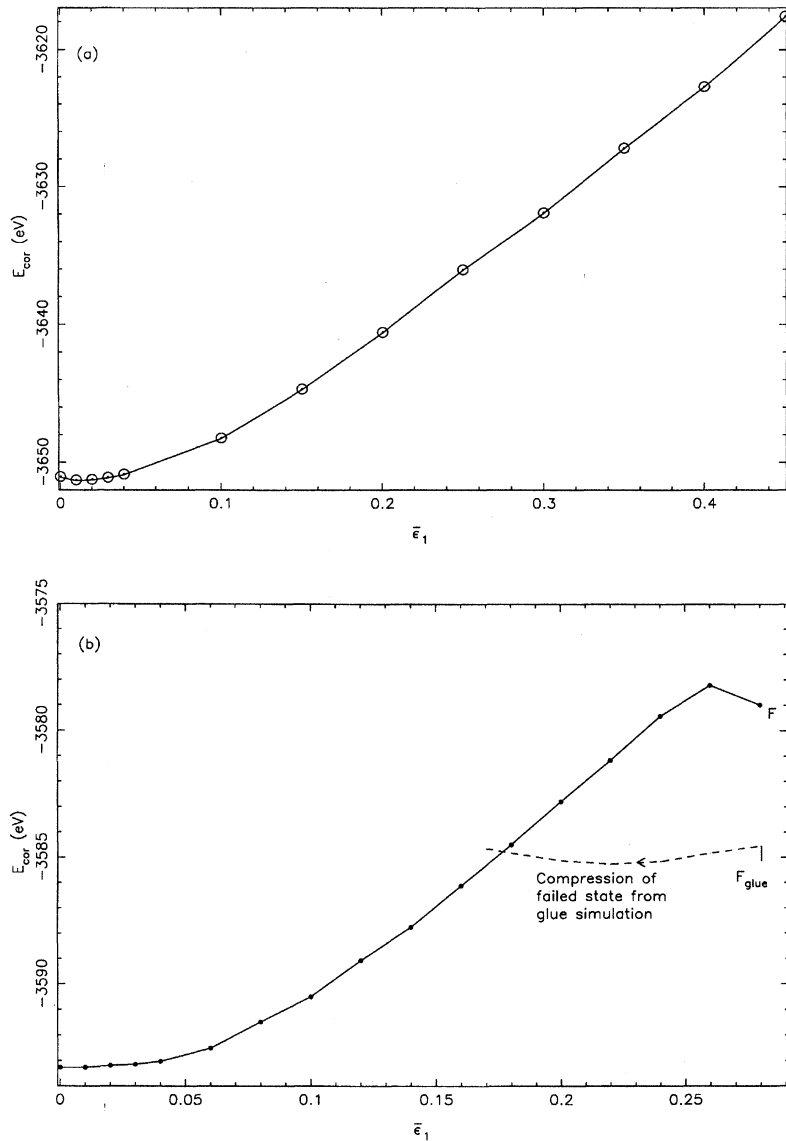 (a)
−3620
−3630
−3640
−3650
E_cor (eV)
0
0.1
0.2
0.3
0.4
ε̄₁
(b)
−3575
−3580
−3585
−3590
E_cor (eV)
F
Compression of
failed state from
glue simulation
F_glue
0
0.05
0.1
0.15
0.2
0.25
ε̄₁